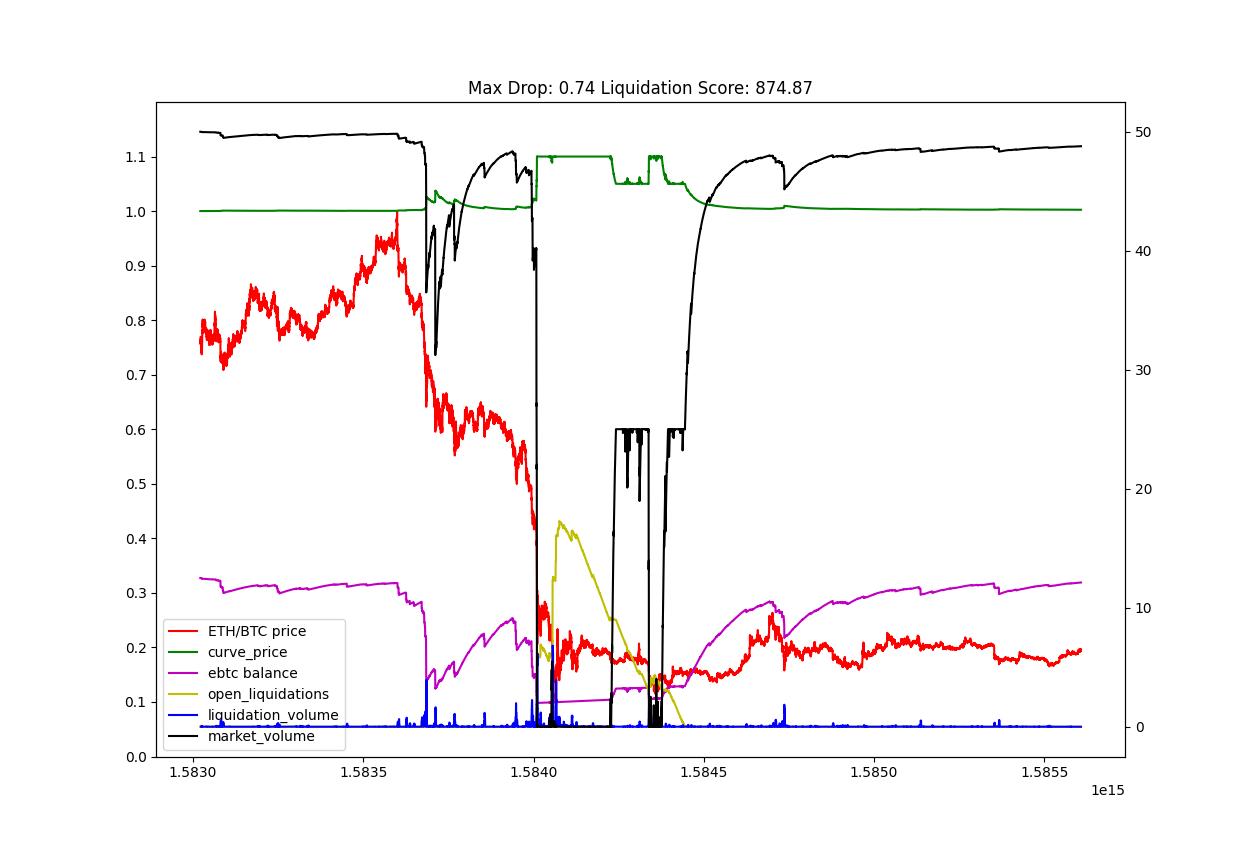 Max Drop: 0.74 Liquidation Score: 874.87
1.1
1.0
0.9
0.8
0.7
0.6
0.5
0.4
0.3
0.2
0.1
0.0
50
40
30
20
10
0
ETH/BTC price
curve_price
ebtc balance
open_liquidations
liquidation_volume
market_volume
1.5830 1.5835 1.5840 1.5845 1.5850 1.5855
1e15